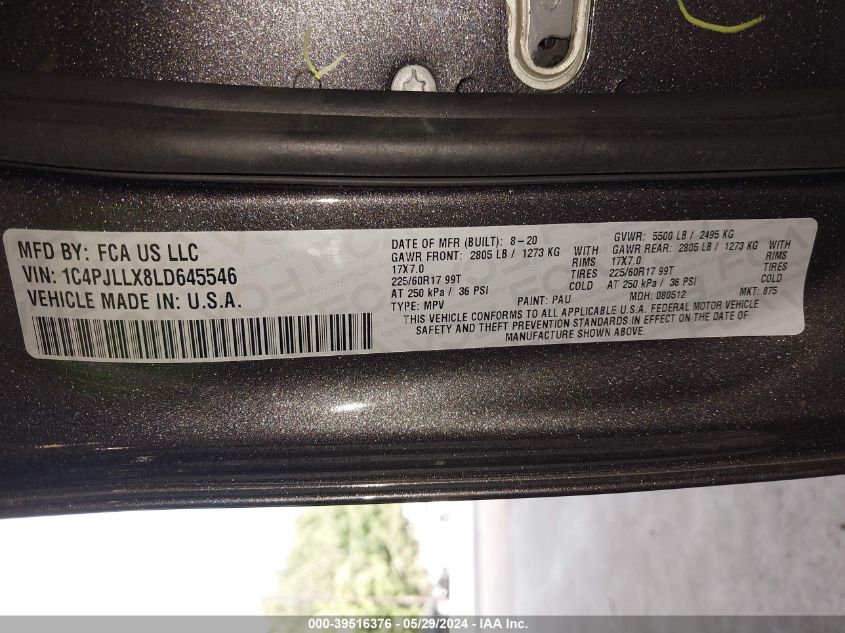 MFD BY: FCA US LLC
VIN: 1C4PJLLX8LD645546
VEHICLE MADE IN: U.S.A.
DATE OF MFR (BUILT): 8-20 GVWR: 5500 LB / 2495 KG
GAWR FRONT: 2805 LB / 1273 KG WITH GAWR REAR: 2805 LB / 1273 KG WITH
17X7.0 RIMS 17X7.0 RIMS
225/60R17 99T TIRES 225/60R17 99T TIRES
AT 250 kPa / 36 PSI COLD AT 250 kPa / 36 PSI COLD
TYPE: MPV PAINT: PAU MDH: 080512 MKT: 875
THIS VEHICLE CONFORMS TO ALL APPLICABLE U.S.A. FEDERAL MOTOR VEHICLE
SAFETY AND THEFT PREVENTION STANDARDS IN EFFECT ON THE DATE OF
MANUFACTURE SHOWN ABOVE.
000-39516376 - 05/29/2024 - IAA Inc.